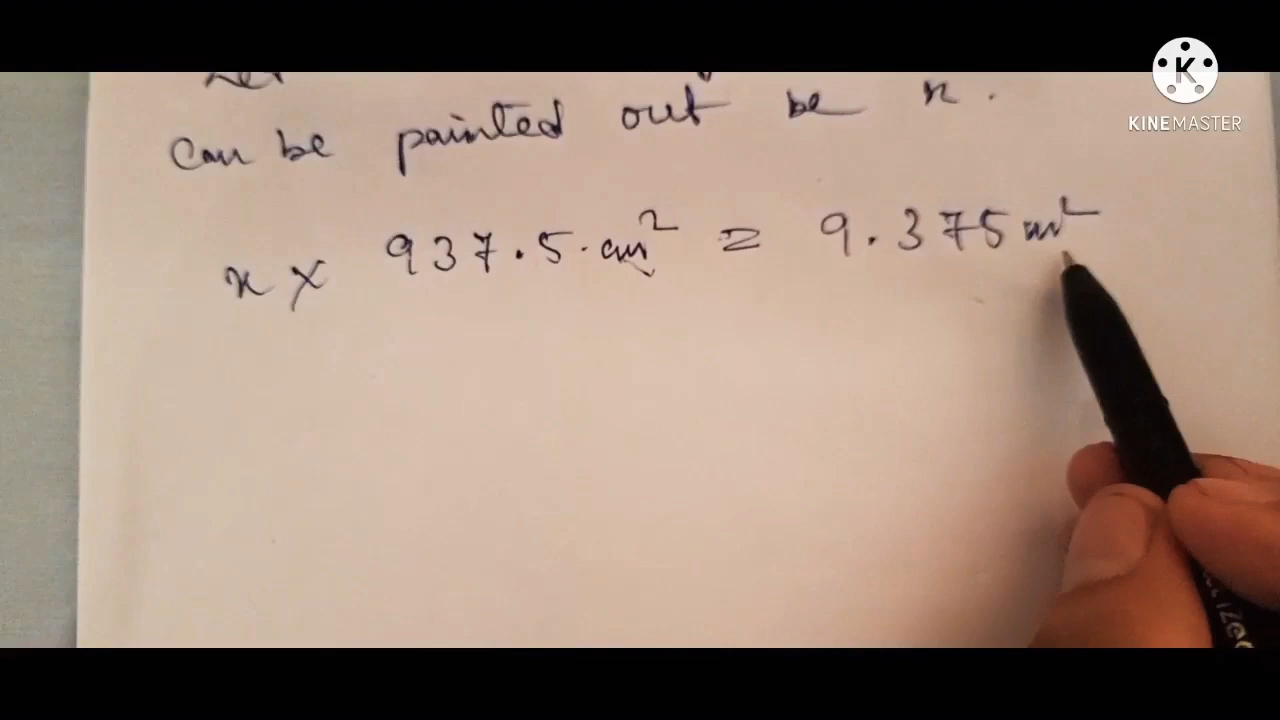 K
KINEMASTER
can be painted out be x.
x × 937.5 cm² = 9.375 m²